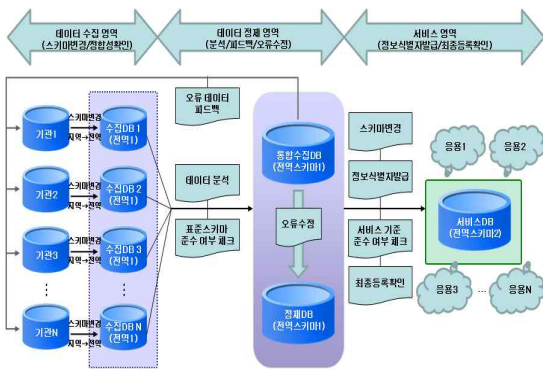 데이터 수집 영역
(스키마변경/정합성확인)
데이터 정제 영역
(분석/피드백/오류수정)
서비스 영역
(정보식별자발급/최종등록확인)
오류 데이터
피드백
기관1
스키마변경
지역→전역
수집DB 1
(전역1)
기관2
스키마변경
지역→전역
수집DB 2
(전역1)
기관3
스키마변경
지역→전역
수집DB 3
(전역1)
기관N
스키마변경
지역→전역
수집DB N
(전역1)
데이터 분석
표준스키마
준수 여부 체크
통합수집DB
(전역스키마1)
오류수정
정제DB
(전역스키마1)
스키마변경
정보식별자발급
서비스 기준
준수 여부 체크
최종등록확인
응용1
응용2
서비스DB
(전역스키마2)
응용3
...
응용N